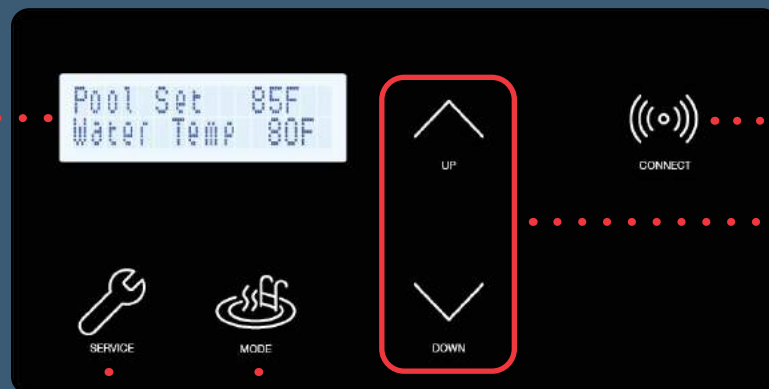 Pool Set 85F
Water Temp 80F
UP
CONNECT
SERVICE
MODE
DOWN